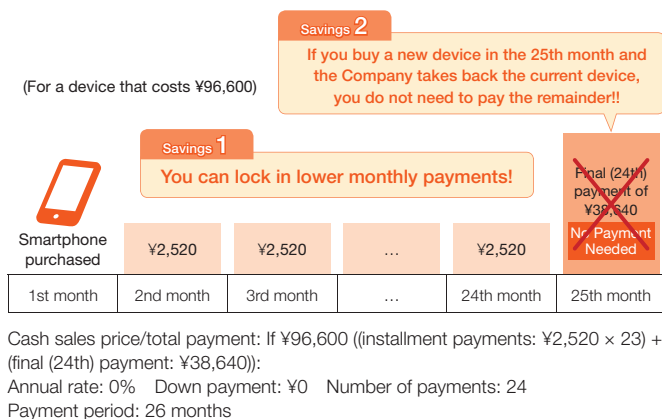 Savings 2
If you buy a new device in the 25th month and
the Company takes back the current device,
you do not need to pay the remainder!!
(For a device that costs ¥96,600)
Savings 1
You can lock in lower monthly payments!
Final (24th)
payment of
¥38,640
No Payment
Needed
Smartphone
purchased
¥2,520
¥2,520
…
¥2,520
1st month
2nd month
3rd month
…
24th month
25th month
Cash sales price/total payment: If ¥96,600 ((installment payments: ¥2,520 × 23) +
(final (24th) payment: ¥38,640)):
Annual rate: 0% Down payment: ¥0 Number of payments: 24
Payment period: 26 months